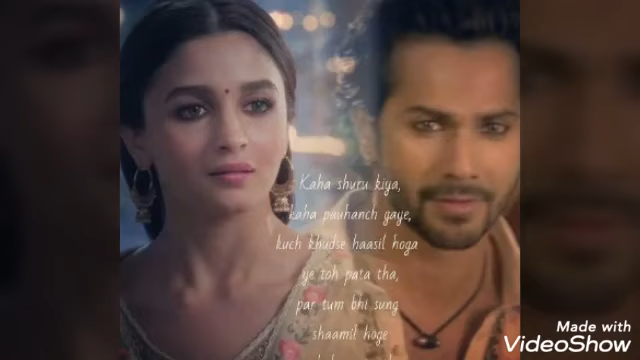 Kaha shuru kiya,
kaha pauhanch gaye,
kuch khudse haasil hoga
ye toh pata tha,
par tum bhi sung
shaamil hoge
Made with
VideoShow